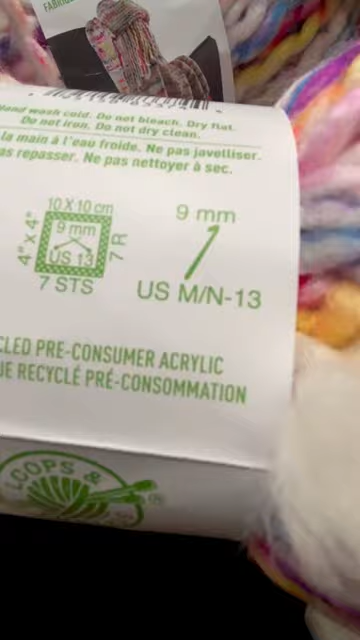 FABRIQ
Hand wash cold. Do not bleach. Dry flat.
Do not iron. Do not dry clean.
la main à l'eau froide. Ne pas javelliser.
as repasser. Ne pas nettoyer à sec.
10 X 10 cm
4" x 4"
9 mm
US 13
7 R
7 STS
9 mm
US M/N-13
CLED PRE-CONSUMER ACRYLIC
UE RECYCLÉ PRÉ-CONSOMMATION
LOOPS &
®